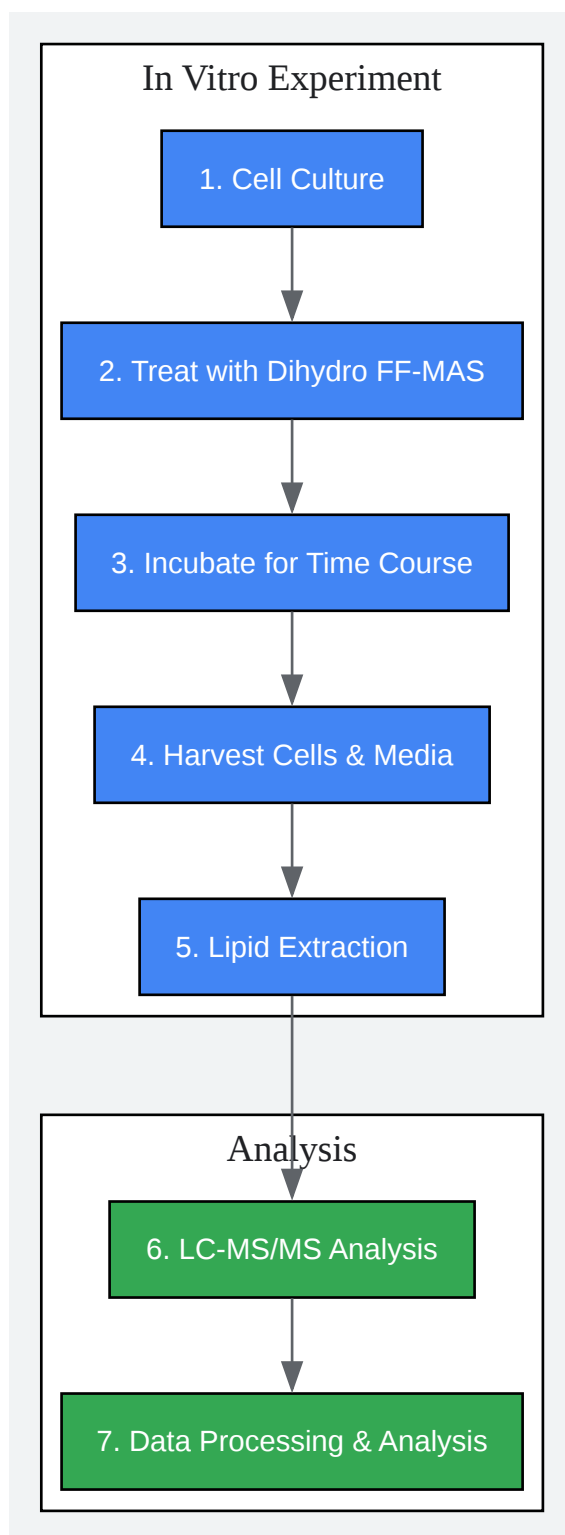 In Vitro Experiment
1. Cell Culture
2. Treat with Dihydro FF-MAS
3. Incubate for Time Course
4. Harvest Cells & Media
5. Lipid Extraction
Analysis
6. LC-MS/MS Analysis
7. Data Processing & Analysis